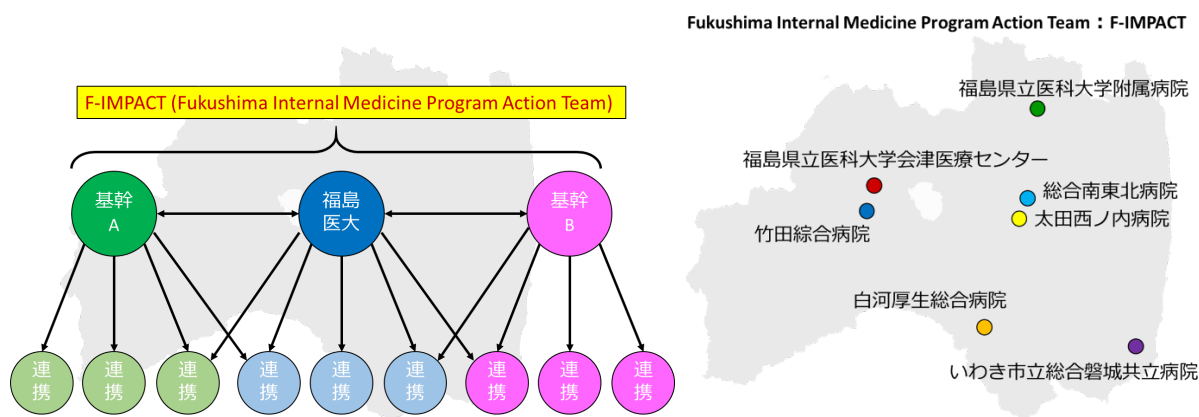 Fukushima Internal Medicine Program Action Team：F-IMPACT
F-IMPACT (Fukushima Internal Medicine Program Action Team)
基幹
A
福島
医大
基幹
B
連携
連携
連携
連携
連携
連携
連携
連携
連携
福島県立医科大学附属病院
福島県立医科大学会津医療センター
総合南東北病院
太田西ノ内病院
竹田綜合病院
白河厚生総合病院
いわき市立総合磐城共立病院